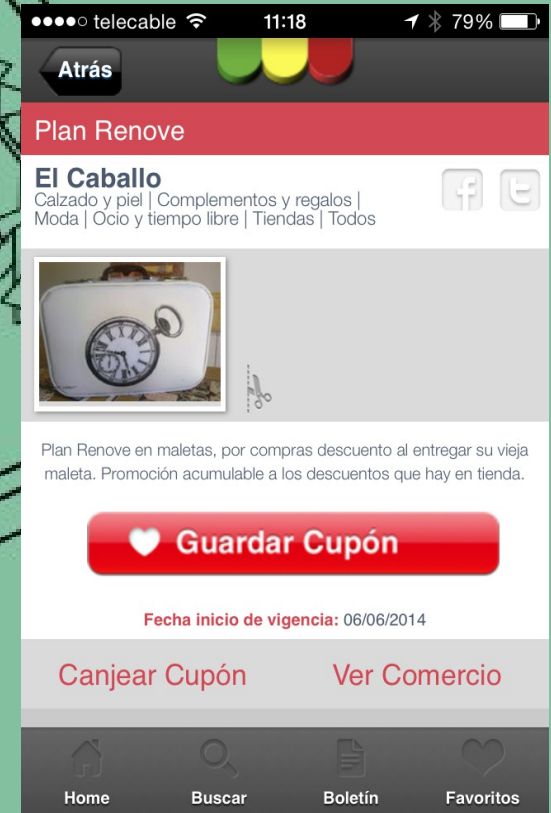 telecable 11:18 79%
Atrás
Plan Renove
El Caballo
Calzado y piel | Complementos y regalos |
Moda | Ocio y tiempo libre | Tiendas | Todos
Plan Renove en maletas, por compras descuento al entregar su vieja
maleta. Promoción acumulable a los descuentos que hay en tienda.
Guardar Cupón
Fecha inicio de vigencia: 06/06/2014
Canjear Cupón Ver Comercio
Home Buscar Boletín Favoritos